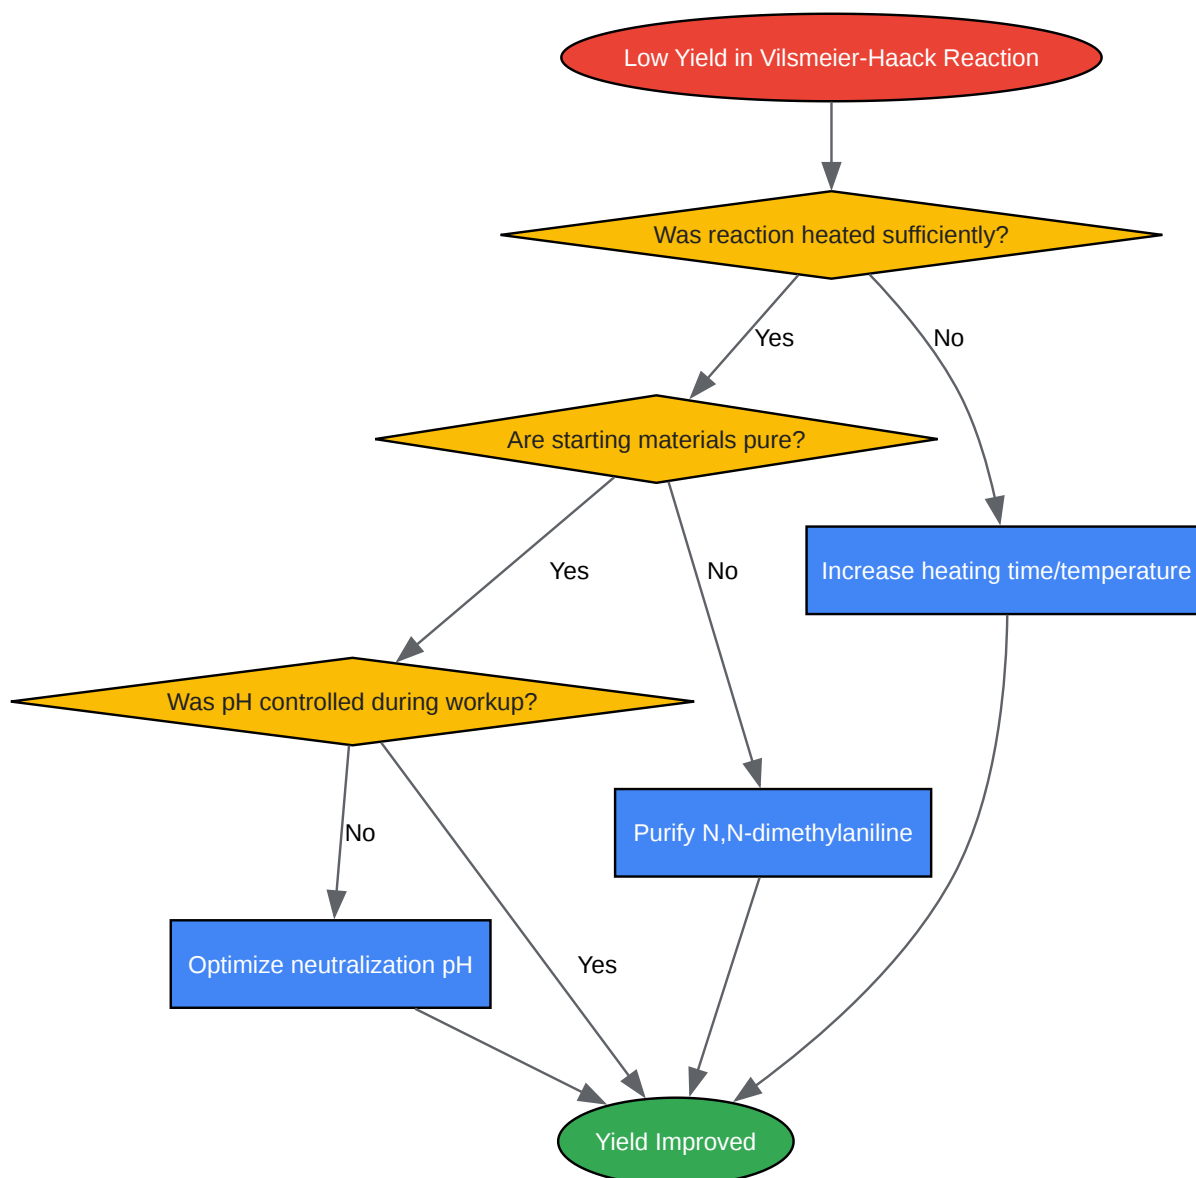 Low Yield in Vilsmeier-Haack Reaction
Was reaction heated sufficiently?
Yes
No
Are starting materials pure?
Yes
No
Increase heating time/temperature
Was pH controlled during workup?
No
Purify N,N-dimethylaniline
Optimize neutralization pH
Yes
Yield Improved